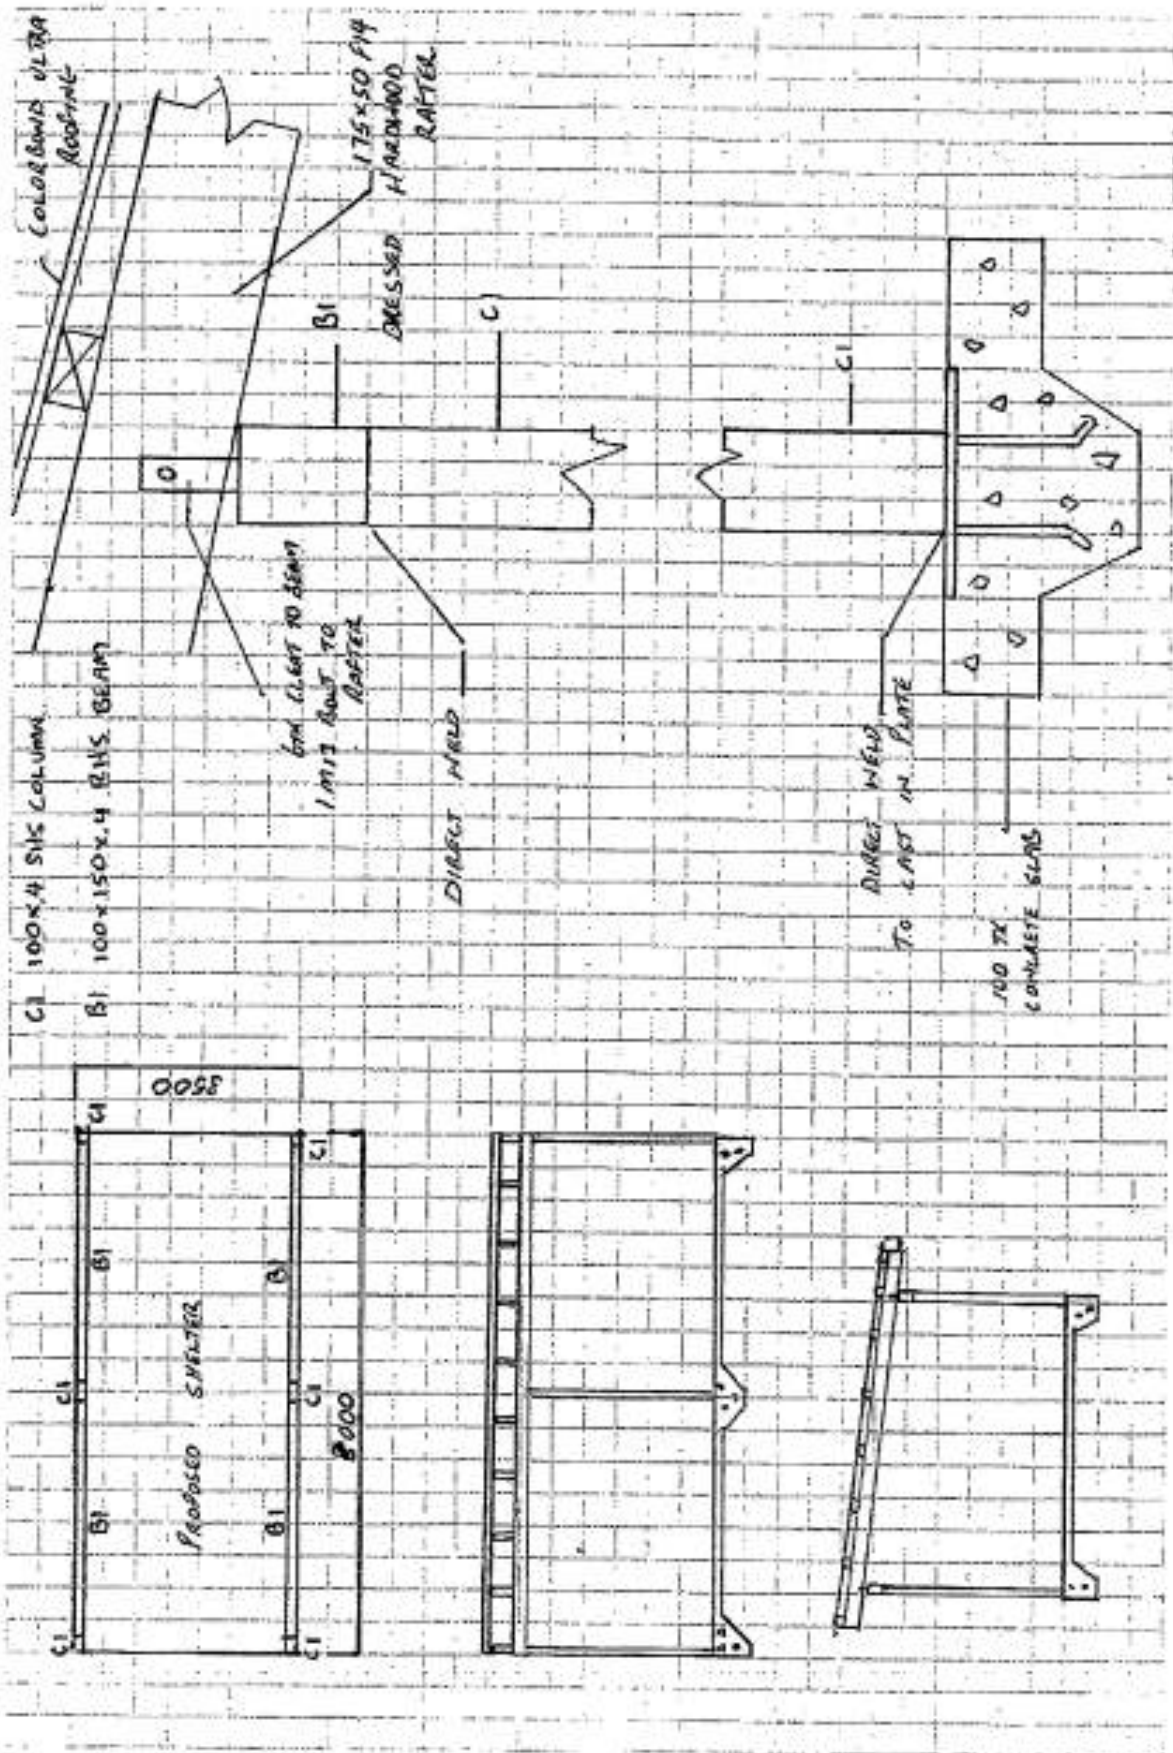 C1 100x4 SHS COLUMN
B1 100x150x4 RHS BEAM
COLORBOND ULTRA
ROOFING
175x50 F14
DRESSED HARDWOOD
RAFTER
B1
C1
CLEAT TO BEAM
1 M12 BOLT TO
RAFTER
DIRECT WELD
C1
DIRECT WELD
TO CAST IN PLATE
100 TK
CONCRETE SLAB
C1
C1
C1
3500
B1
B1
PROPOSED SHELTER
B1
B1
C1
C1
C1
8000